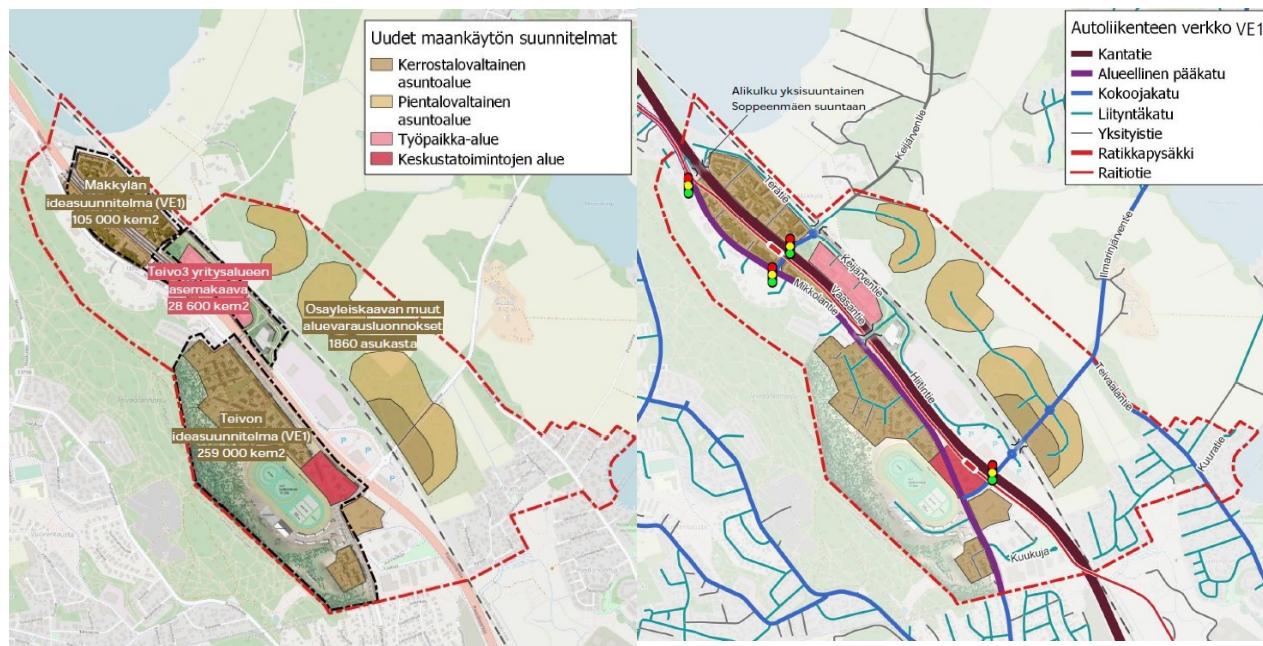 Uudet maankäytön suunnitelmat
Kerrostalovaltainen
asuntoalue
Pientalovaltainen
asuntoalue
Työpaikka-alue
Keskustatoimintojen alue
Makkylän
ideasuunnitelma (VE1)
105 000 kem2
Teivo3 yritysalueen
asemakaava
28 600 kem2
Osayleiskaavan muut
aluevarausluonnokset
1860 asukasta
Teivon
ideasuunnitelma (VE1)
259 000 kem2
P
P
Autoliikenteen verkko VE1
Kantatie
Alueellinen pääkatu
Kokoojakatu
Liityntäkatu
Yksityistie
Ratikkapysäkki
Raitiotie
Alikulku yksisuuntainen
Soppeenmäen suuntaan
Keijärventie
Terätie
Keijärventie
Vaasantie
Mikkolantie
Hiitintie
Ilmarinjärventie
Teivaalantie
Kuuratie
Kuukuja